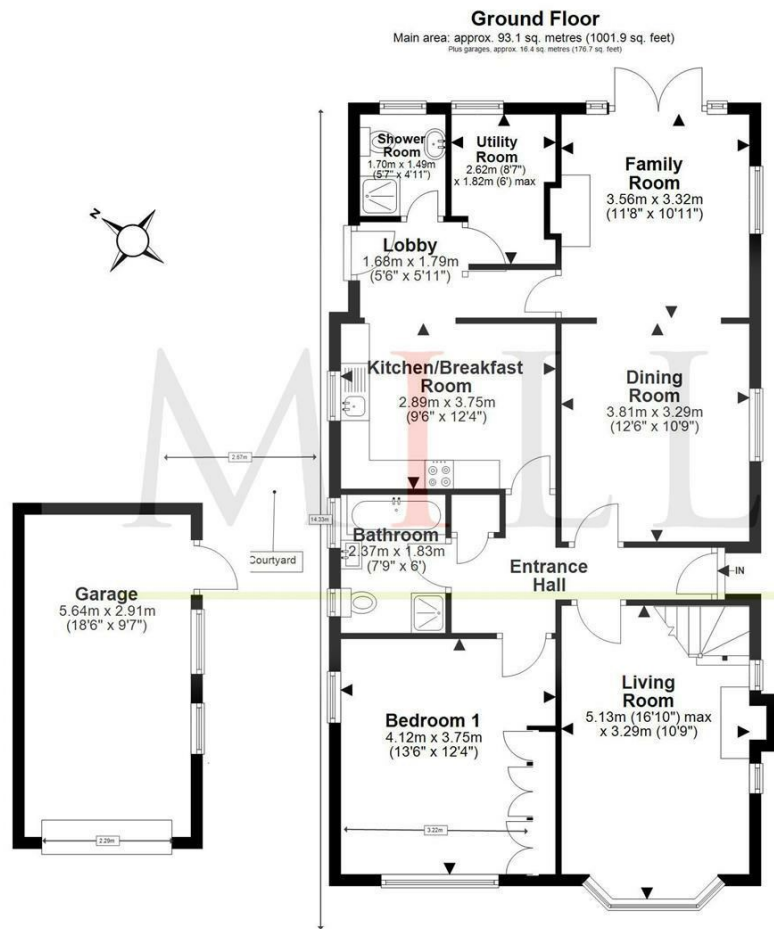 Ground Floor
Main area: approx. 93.1 sq. metres (1001.9 sq. feet)
Plus garages, approx. 16.4 sq. metres (176.7 sq. feet)
N
Shower
Room
1.70m x 1.49m
(5'7" x 4'11")
Utility
Room
2.62m (8'7")
x 1.82m (6') max
Family
Room
3.56m x 3.32m
(11'8" x 10'11")
Lobby
1.68m x 1.79m
(5'6" x 5'11")
Kitchen/Breakfast
Room
2.89m x 3.75m
(9'6" x 12'4")
Dining
Room
3.81m x 3.29m
(12'6" x 10'9")
MILL
2.67m
14.33m
Courtyard
Bathroom
2.37m x 1.83m
(7'9" x 6')
Entrance
Hall
IN
Garage
5.64m x 2.91m
(18'6" x 9'7")
2.29m
Bedroom 1
4.12m x 3.75m
(13'6" x 12'4")
3.22m
Living
Room
5.13m (16'10") max
x 3.29m (10'9")